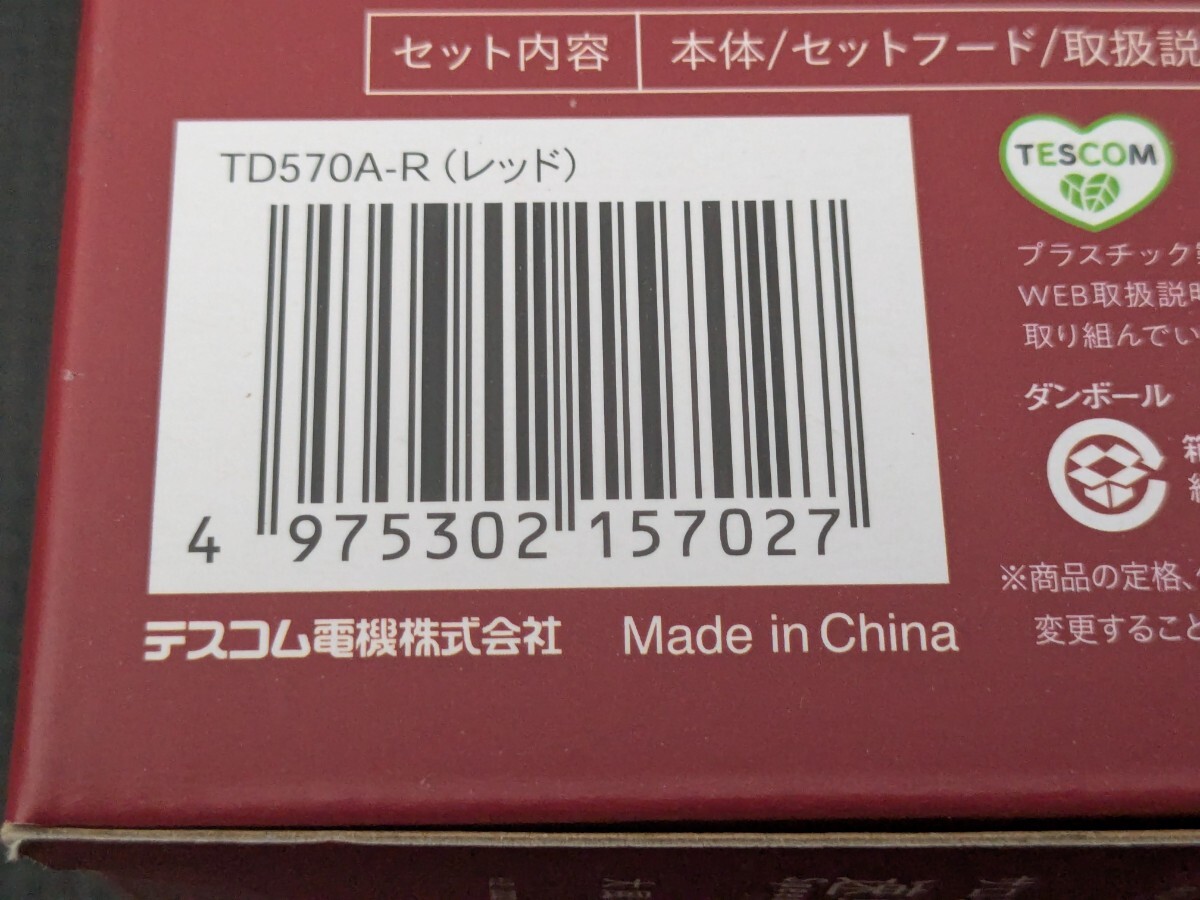 セット内容 本体/セットフード/取扱説
TD570A-R（レッド）
4 975302 157027
テスコム電機株式会社 Made in China
TESCOM
プラスチック
WEB取扱説明
取り組んでい
ダンボール
箱
※商品の定格、
変更すること